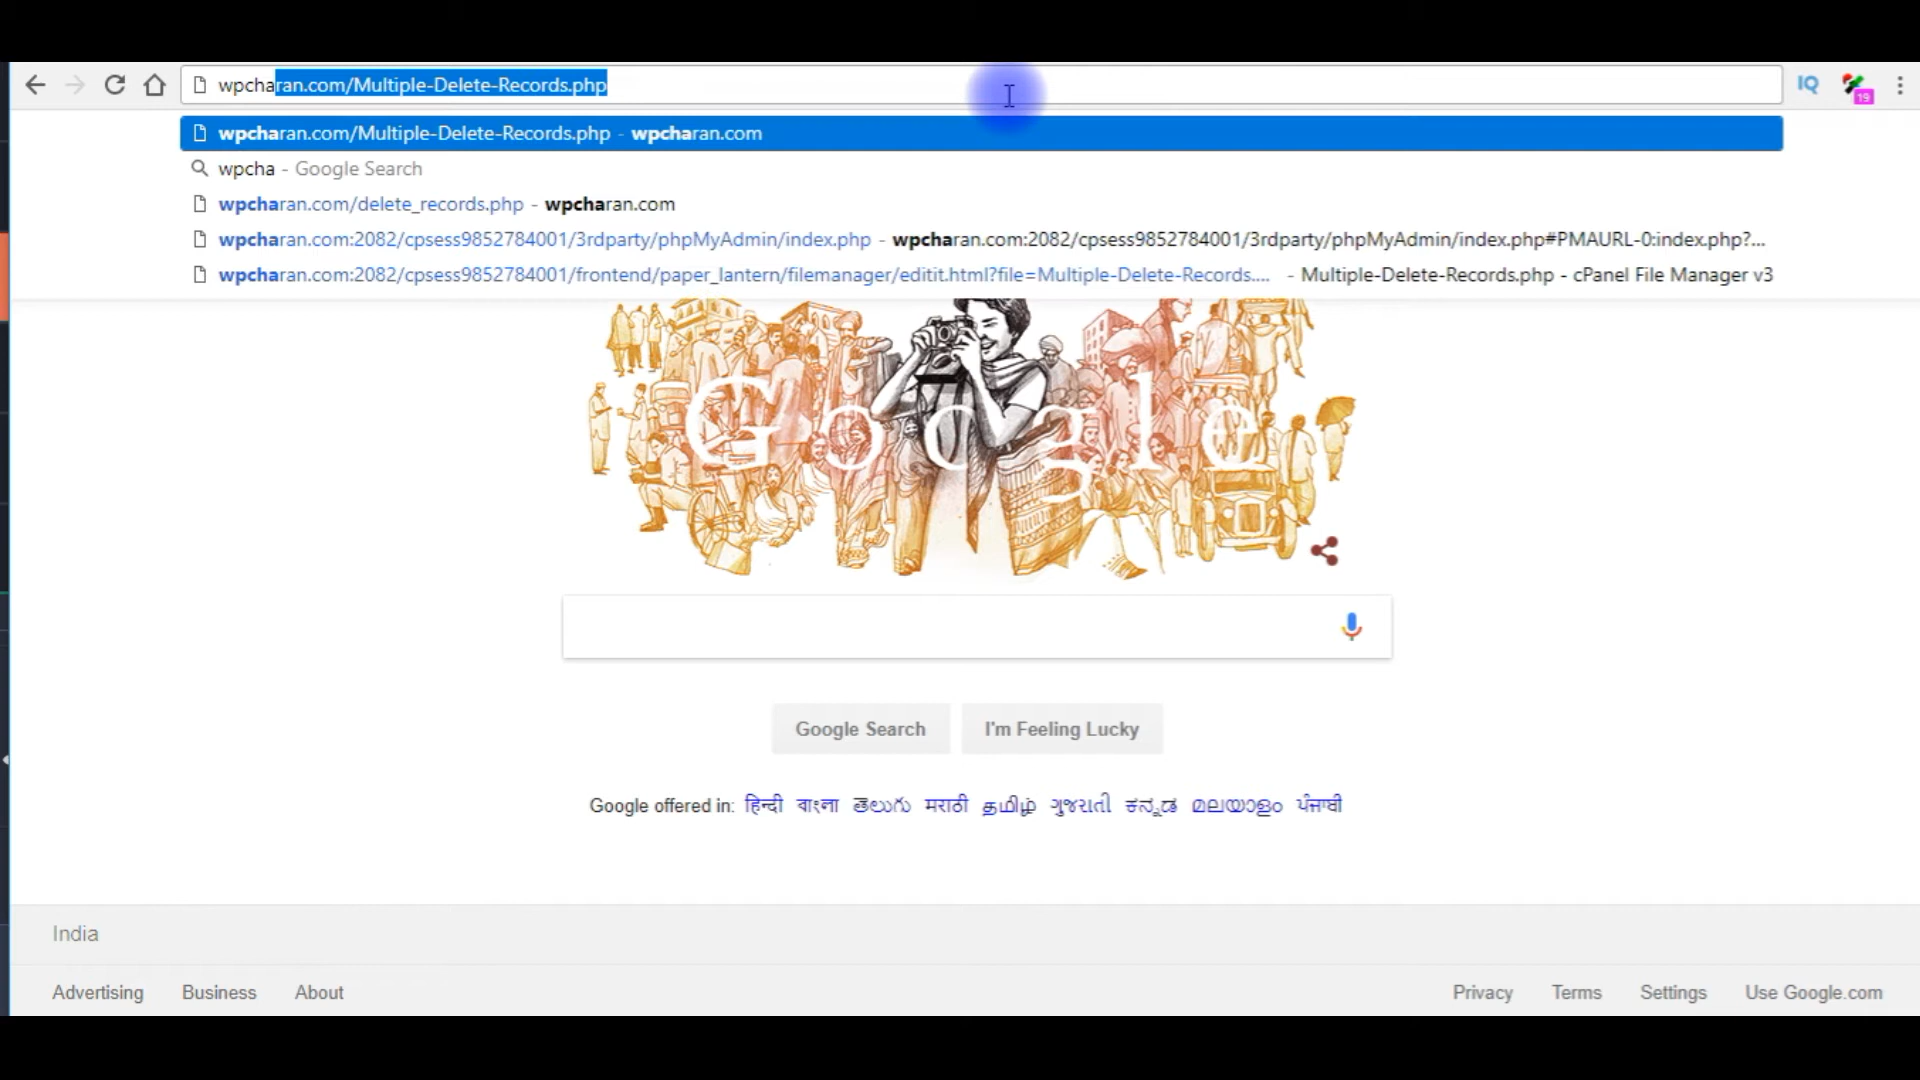 wpcharan.com/Multiple-Delete-Records.php
IQ
19
wpcharan.com/Multiple-Delete-Records.php - wpcharan.com
wpcha - Google Search
wpcharan.com/delete_records.php - wpcharan.com
wpcharan.com:2082/cpsess9852784001/3rdparty/phpMyAdmin/index.php - wpcharan.com:2082/cpsess9852784001/3rdparty/phpMyAdmin/index.php#PMAURL-0:index.php?...
wpcharan.com:2082/cpsess9852784001/frontend/paper_lantern/filemanager/editit.html?file=Multiple-Delete-Records.... - Multiple-Delete-Records.php - cPanel File Manager v3
Google
Google Search I'm Feeling Lucky
Google offered in: हिन्दी বাংলা తెలుగు मराठी தமிழ் ગુજરાતી ಕನ್ನಡ മലയാളം ਪੰਜਾਬੀ
India
Advertising Business About Privacy Terms Settings Use Google.com